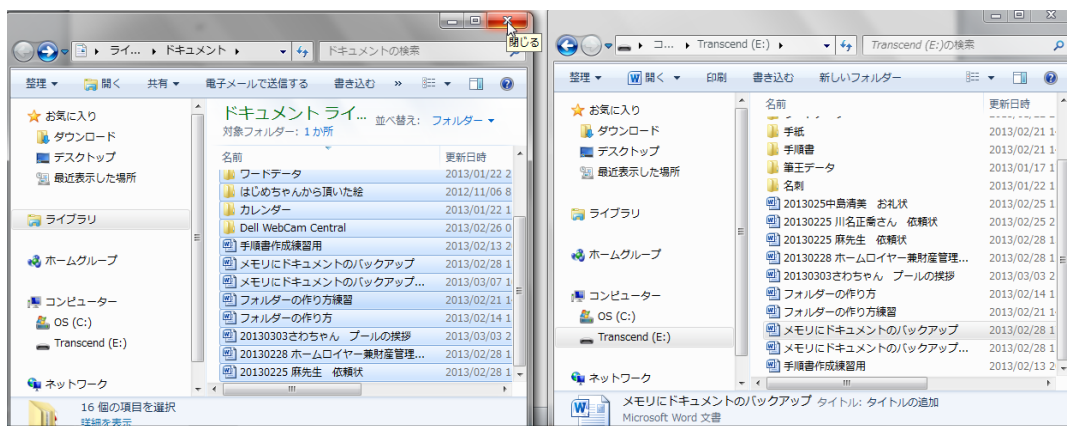 閉じる
ライ... ドキュメント
ドキュメントの検索
整理 開く 共有 電子メールで送信する 書き込む »
お気に入り
ダウンロード
デスクトップ
最近表示した場所
ライブラリ
ホームグループ
コンピューター
OS (C:)
Transcend (E:)
ネットワーク
ドキュメント ライ...
対象フォルダー: 1 か所
並べ替え: フォルダー
名前 更新日時
ワードデータ 2013/01/22 2
はじめちゃんから頂いた絵 2012/11/06 8
カレンダー 2013/01/22 1
Dell WebCam Central 2013/02/26 0
手順書作成練習用 2013/02/13 2
メモリにドキュメントのバックアップ 2013/02/28 1
メモリにドキュメントのバックアップ... 2013/03/07 1
フォルダーの作り方練習 2013/02/21 1
フォルダーの作り方 2013/02/14 1
20130303さわちゃん プールの挨拶 2013/03/03 2
20130228 ホームロイヤー兼財産管理... 2013/02/28 1
20130225 麻先生 依頼状 2013/02/28 1
16 個の項目を選択
詳細を表示...
コ... Transcend (E:)
Transcend (E:)の検索
整理 開く 印刷 書き込む 新しいフォルダー
お気に入り
ダウンロード
デスクトップ
最近表示した場所
ライブラリ
ホームグループ
コンピューター
OS (C:)
Transcend (E:)
ネットワーク
名前 更新日時
手紙 2013/02/21 1
手順書 2013/02/21 1
筆王データ 2013/01/17 1
名刺 2013/01/22 1
2013025中島清美 お礼状 2013/02/25 1
20130225 川名正喬さん 依頼状 2013/02/25 2
20130225 麻先生 依頼状 2013/02/28 1
20130228 ホームロイヤー兼財産管理... 2013/02/28 1
20130303さわちゃん プールの挨拶 2013/03/03 2
フォルダーの作り方 2013/02/14 1
フォルダーの作り方練習 2013/02/21 1
メモリにドキュメントのバックアップ 2013/02/28 1
メモリにドキュメントのバックアップ... 2013/03/07 1
手順書作成練習用 2013/02/13 2
メモリにドキュメントのバックアップ タイトル: タイトルの追加
Microsoft Word 文書